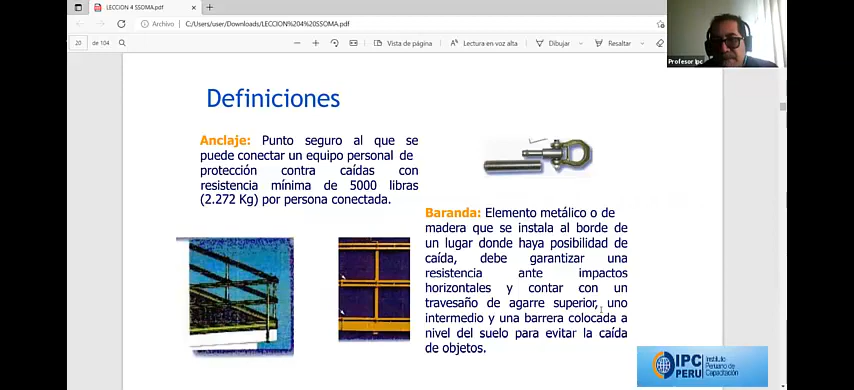 LECCION 4 SSOMA.pdf
Archivo
C:/Users/user/Downloads/LECCION%204%20SSOMA.pdf
20 de 104
Vista de página
Lectura en voz alta
Dibujar
Resaltar
Profesor Ipc
Definiciones
Anclaje: Punto seguro al que se
puede conectar un equipo personal de
protección contra caídas con
resistencia mínima de 5000 libras
(2.272 Kg) por persona conectada.
Baranda: Elemento metálico o de
madera que se instala al borde de
un lugar donde haya posibilidad de
caída, debe garantizar una
resistencia ante impactos
horizontales y contar con un
travesaño de agarre superior, uno
intermedio y una barrera colocada a
nivel del suelo para evitar la caída
de objetos.
IPC
PERU
Instituto
Peruano de
Capacitación